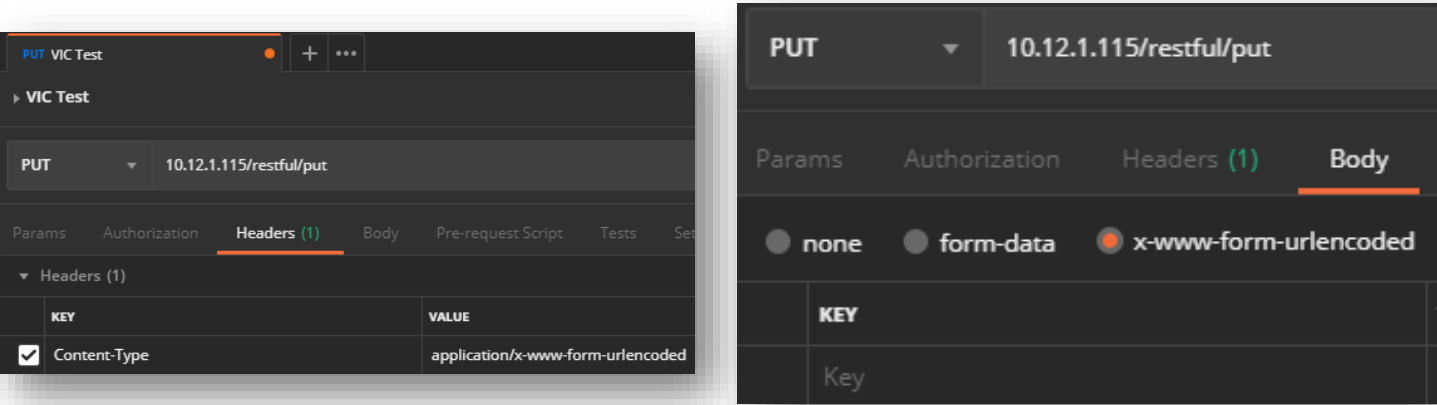 PUT VIC Test
VIC Test
PUT 10.12.1.115/restful/put
Params Authorization Headers (1) Body Pre-request Script Tests
Headers (1)
KEY VALUE
Content-Type application/x-www-form-urlencoded
PUT 10.12.1.115/restful/put
Params Authorization Headers (1) Body
none form-data x-www-form-urlencoded
KEY
Key